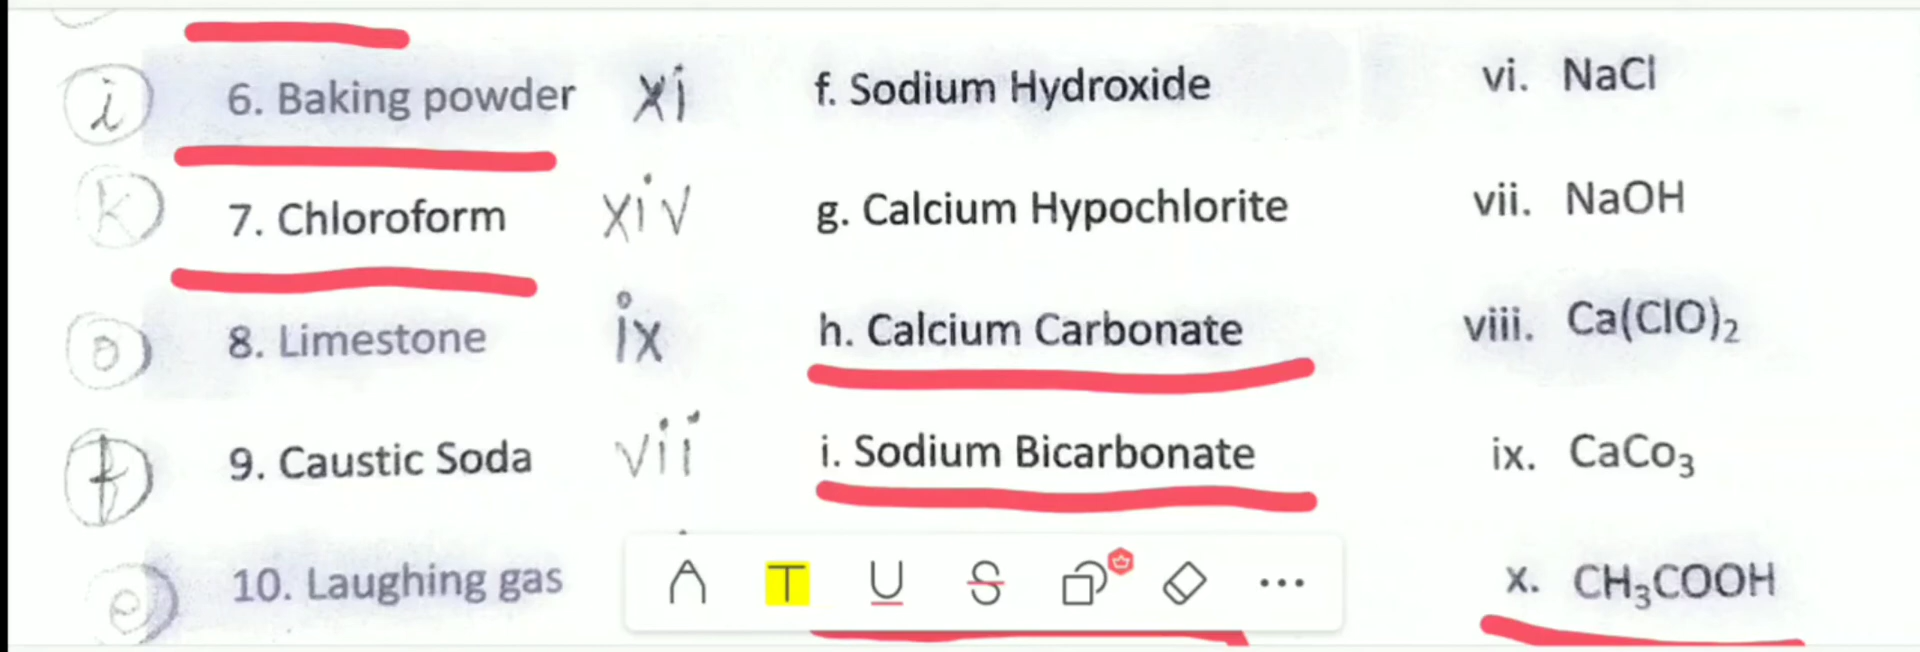 i 6. Baking powder xi f. Sodium Hydroxide vi. NaCl
k 7. Chloroform xiv g. Calcium Hypochlorite vii. NaOH
o 8. Limestone ix h. Calcium Carbonate viii. Ca(ClO)₂
f 9. Caustic Soda vii i. Sodium Bicarbonate ix. CaCo₃
e 10. Laughing gas x. CH₃COOH